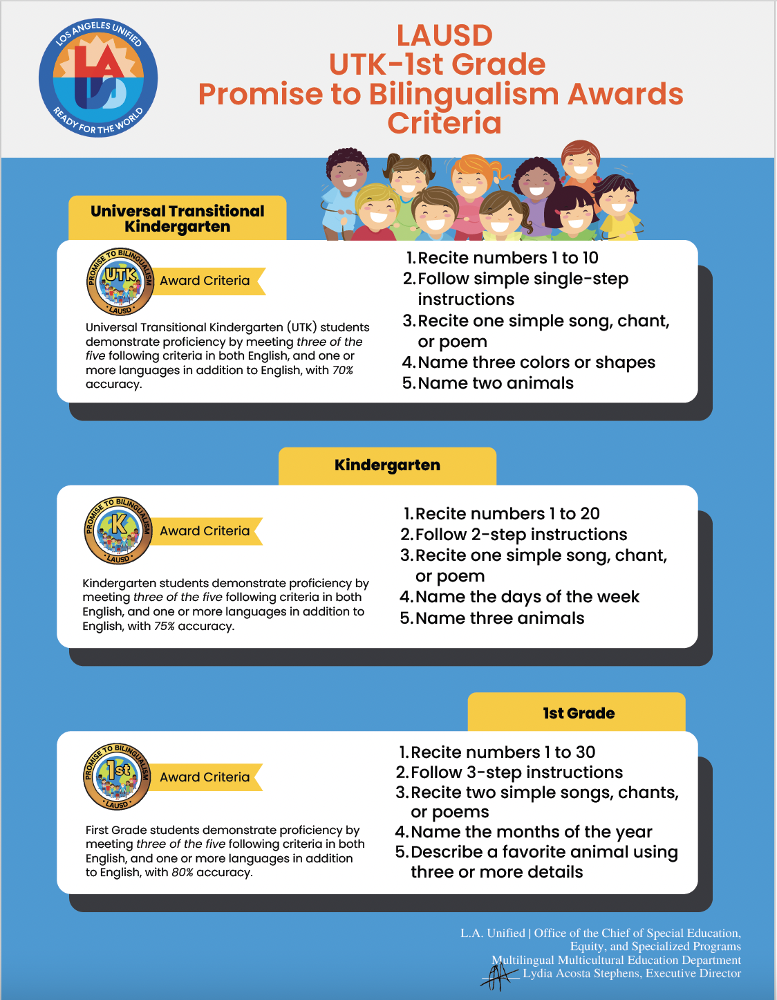 LOS ANGELES UNIFIED
LAUSD
READY FOR THE WORLD
LAUSD
UTK-1st Grade
Promise to Bilingualism Awards
Criteria
Universal Transitional
Kindergarten
PROMISE TO BILINGUALISM
UTK
• LAUSD •
Award Criteria
Universal Transitional Kindergarten (UTK) students
demonstrate proficiency by meeting three of the
five following criteria in both English, and one or
more languages in addition to English, with 70%
accuracy.
1. Recite numbers 1 to 10
2. Follow simple single-step
instructions
3. Recite one simple song, chant,
or poem
4. Name three colors or shapes
5. Name two animals
Kindergarten
PROMISE TO BILINGUALISM
K
• LAUSD •
Award Criteria
Kindergarten students demonstrate proficiency by
meeting three of the five following criteria in both
English, and one or more languages in addition to
English, with 75% accuracy.
1. Recite numbers 1 to 20
2. Follow 2-step instructions
3. Recite one simple song, chant,
or poem
4. Name the days of the week
5. Name three animals
1st Grade
PROMISE TO BILINGUALISM
1st
• LAUSD •
Award Criteria
First Grade students demonstrate proficiency by
meeting three of the five following criteria in both
English, and one or more languages in addition
to English, with 80% accuracy.
1. Recite numbers 1 to 30
2. Follow 3-step instructions
3. Recite two simple songs, chants,
or poems
4. Name the months of the year
5. Describe a favorite animal using
three or more details
L.A. Unified | Office of the Chief of Special Education,
Equity, and Specialized Programs
Multilingual Multicultural Education Department
Lydia Acosta Stephens, Executive Director